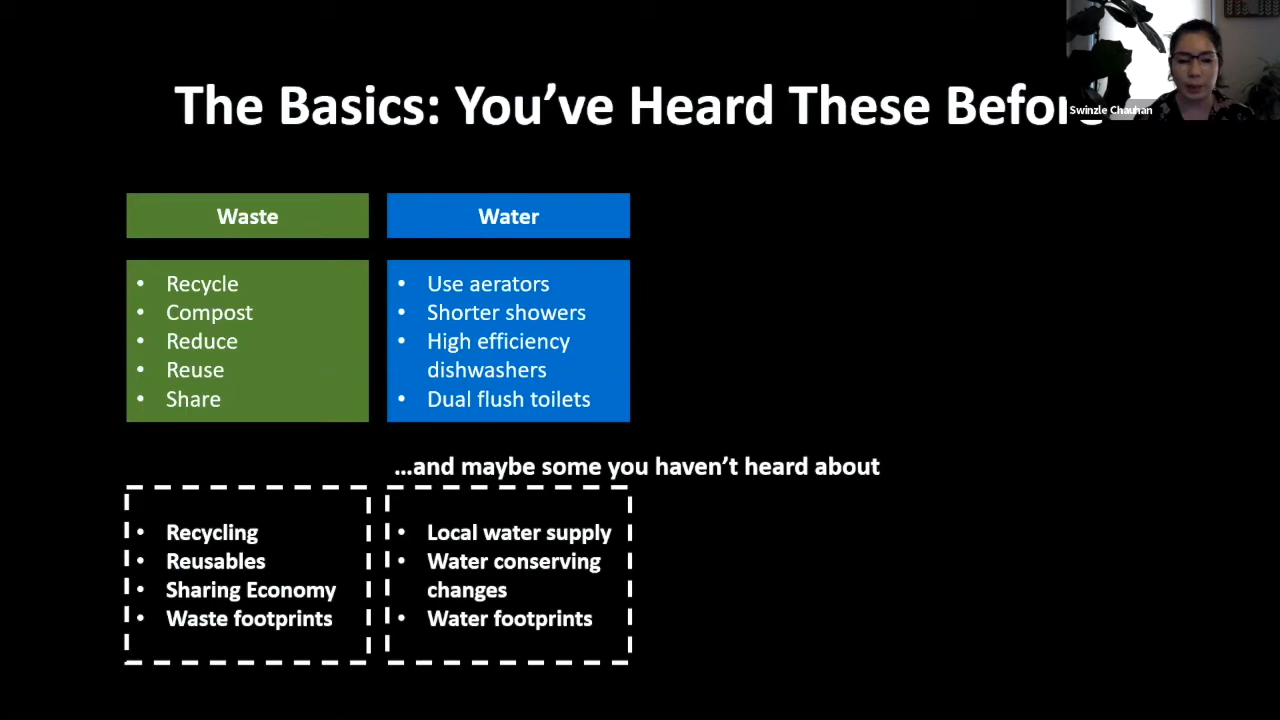 The Basics: You’ve Heard These Before
Swinzle Chauhan
Waste
Water
• Recycle
• Compost
• Reduce
• Reuse
• Share
• Use aerators
• Shorter showers
• High efficiency
dishwashers
• Dual flush toilets
...and maybe some you haven’t heard about
• Recycling
• Reusables
• Sharing Economy
• Waste footprints
• Local water supply
• Water conserving
changes
• Water footprints